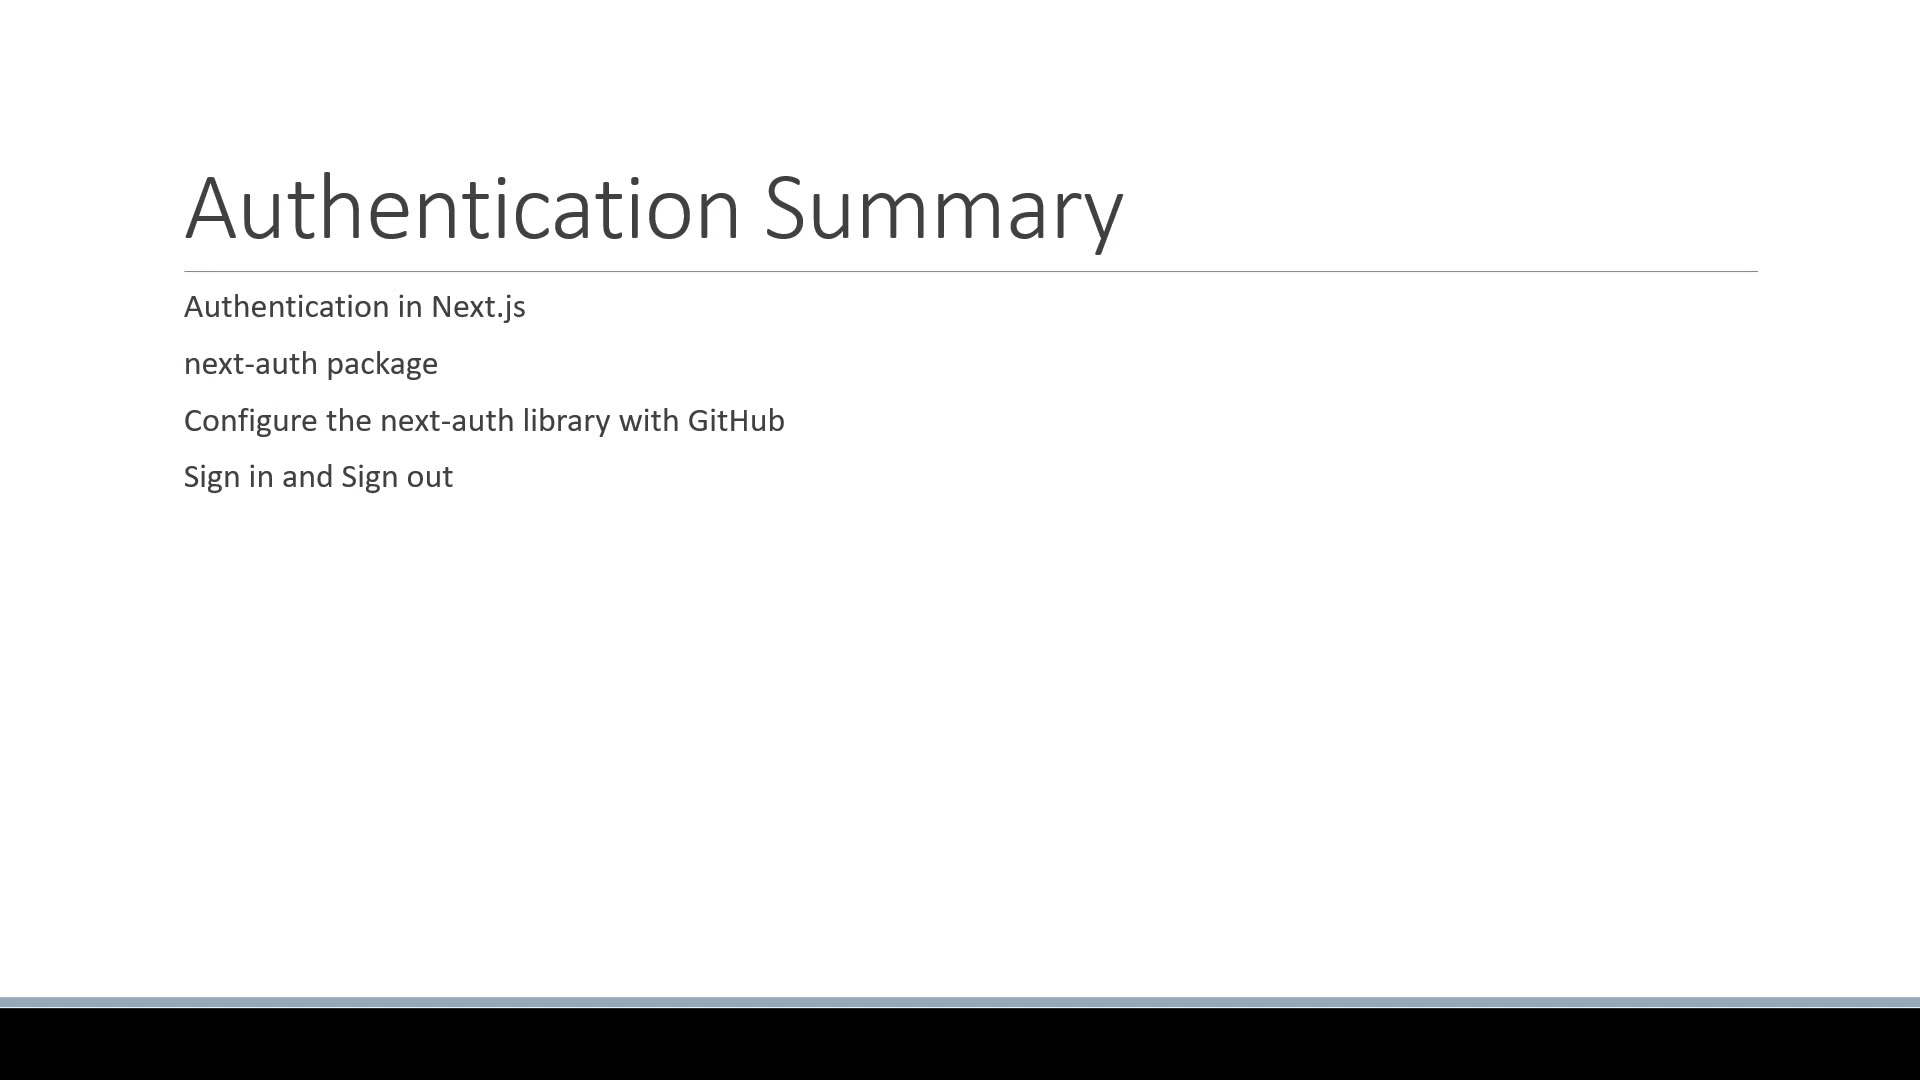 Authentication Summary
Authentication in Next.js
next-auth package
Configure the next-auth library with GitHub
Sign in and Sign out